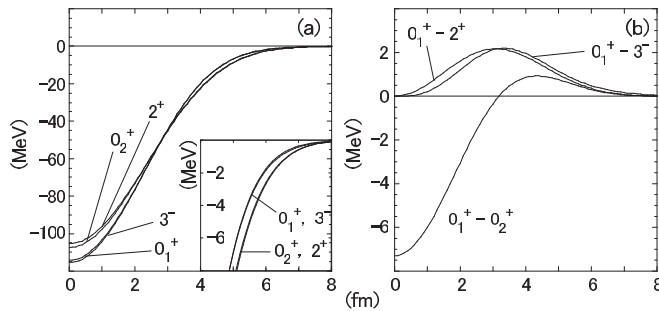 (a)
0
−20
−40
−60
−80
−100
(MeV)
0₂⁺
2⁺
3⁻
0₁⁺
(MeV)
−2
−4
−6
0₁⁺, 3⁻
0₂⁺, 2⁺
0 2 4 6 8
(b)
2
0
−2
−4
−6
(MeV)
0₁⁺−2⁺
0₁⁺−3⁻
0₁⁺−0₂⁺
0 2 4 6 8
(fm)